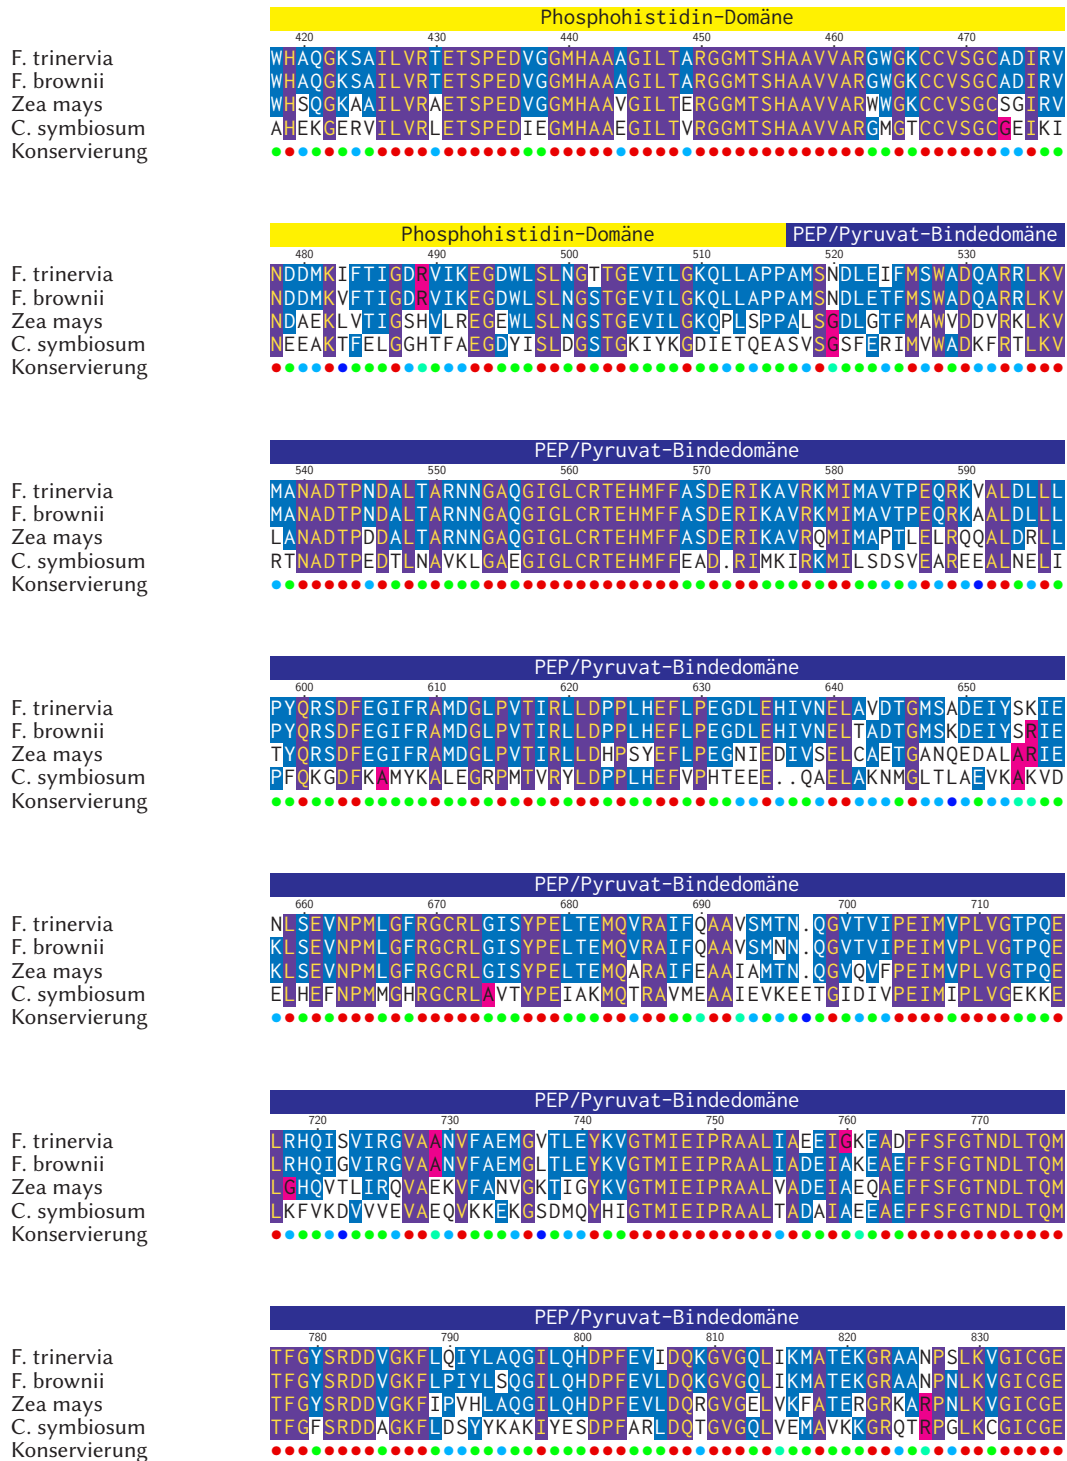 Phosphohistidin-Domäne
420 430 440 450 460 470
F. trinervia WHAQGKSAILVRTETSPEDVGGMHAAAGILTARGGMTSHAAVVARGWGKCCVSGCADIRV
F. brownii WHAQGKSAILVRTETSPEDVGGMHAAAGILTARGGMTSHAAVVARGWGKCCVSGCADIRV
Zea mays WHSQGKAAILVRAETSPEDVGGMHAAVGILTERGGMTSHAAVVARWWGKCCVSGCSGIRV
C. symbiosum AHEKGERVILVRLETSPEDIEGMHAAEGILTVRGGMTSHAAVVARGMGTCCVSGCGEIKI
Konservierung
Phosphohistidin-Domäne PEP/Pyruvat-Bindedomäne
480 490 500 510 520 530
F. trinervia NDDMKIFTIGDRVIKEGDWLSLNGTTGEVILGKQLLAPPAMSNDLEIFMSWADQARRLKV
F. brownii NDDMKVFTIGDRVIKEGDWLSLNGSTGEVILGKQLLAPPAMSNDLETFMSWADQARRLKV
Zea mays NDAEKLVTIGSHVLREGEWLSLNGSTGEVILGKQPLSPPALSGDLGTFMAWVDDVRKLKV
C. symbiosum NEEAKTFELGGHTFAEGDYISLDGSTGKIYKGDIETQEASVSGSFERIMVWADKFRTLKV
Konservierung
PEP/Pyruvat-Bindedomäne
540 550 560 570 580 590
F. trinervia MANADTPNDALTARNNGAQGIGLCRTEHMFFASDERIKAVRKMIMAVTPEQRKVALDLLL
F. brownii MANADTPNDALTARNNGAQGIGLCRTEHMFFASDERIKAVRKMIMAVTPEQRKAALDLLL
Zea mays LANADTPDDALTARNNGAQGIGLCRTEHMFFASDERIKAVRQMIMAPTLELRQQALDRLL
C. symbiosum RTNADTPEDTLNAVKLGAEGIGLCRTEHMFFEAD.RIMKIRKMILSDSVEAREEALNELI
Konservierung
PEP/Pyruvat-Bindedomäne
600 610 620 630 640 650
F. trinervia PYQRSDFEGIFRAMDGLPVTIRLLDPPLHEFLPEGDLEHIVNELAVDTGMSADEIYSKIE
F. brownii PYQRSDFEGIFRAMDGLPVTIRLLDPPLHEFLPEGDLEHIVNELTADTGMSKDEIYSRIE
Zea mays TYQRSDFEGIFRAMDGLPVTIRLLDHPSYEFLPEGNIEDIVSELCAETGANQEDALARIE
C. symbiosum PFQKGDFKAMYKALEGRPMTVRYLDPPLHEFVPHTEEE..QAELAKNMGLTLAEVKAKVD
Konservierung
PEP/Pyruvat-Bindedomäne
660 670 680 690 700 710
F. trinervia NLSEVNPMLGFRGCRLGISYPELTEMQVRAIFQAAVSMTN.QGVTVIPEIMVPLVGTPQE
F. brownii KLSEVNPMLGFRGCRLGISYPELTEMQVRAIFQAAVSMNN.QGVTVIPEIMVPLVGTPQE
Zea mays KLSEVNPMLGFRGCRLGISYPELTEMQARAIFEAAIAMTN.QGVQVFPEIMVPLVGTPQE
C. symbiosum ELHEFNPMMGHRGCRLAVTYPEIAKMQTRAVMEAAIEVKEETGIDIVPEIMIPLVGEKKE
Konservierung
PEP/Pyruvat-Bindedomäne
720 730 740 750 760 770
F. trinervia LRHQISVIRGVAANVFAEMGVTLEYKVGTMIEIPRAALIAEEIGKEADFFSFGTNDLTQM
F. brownii LRHQIGVIRGVAANVFAEMGLTLEYKVGTMIEIPRAALIADEIAKEAEFFSFGTNDLTQM
Zea mays LGHQVTLIRQVAEKVFANVGKTIGYKVGTMIEIPRAALVADEIAEQAEFFSFGTNDLTQM
C. symbiosum LKFVKDVVVEVAEQVKKEKGSDMQYHIGTMIEIPRAALTADAIAEEAEFFSFGTNDLTQM
Konservierung
PEP/Pyruvat-Bindedomäne
780 790 800 810 820 830
F. trinervia TFGYSRDDVGKFLQIYLAQGILQHDPFEVIDQKGVGQLIKMATEKGRAANPSLKVGICGE
F. brownii TFGYSRDDVGKFLPIYLSQGILQHDPFEVLDQKGVGQLIKMATEKGRAANPNLKVGICGE
Zea mays TFGYSRDDVGKFIPVHLAQGILQHDPFEVLDQRGVGELVKFATERGRKARPNLKVGICGE
C. symbiosum TFGFSRDDAGKFLDSYYKAKIYESDPFARLDQTGVGQLVEMAVKKGRQTRPGLKCGICGE
Konservierung